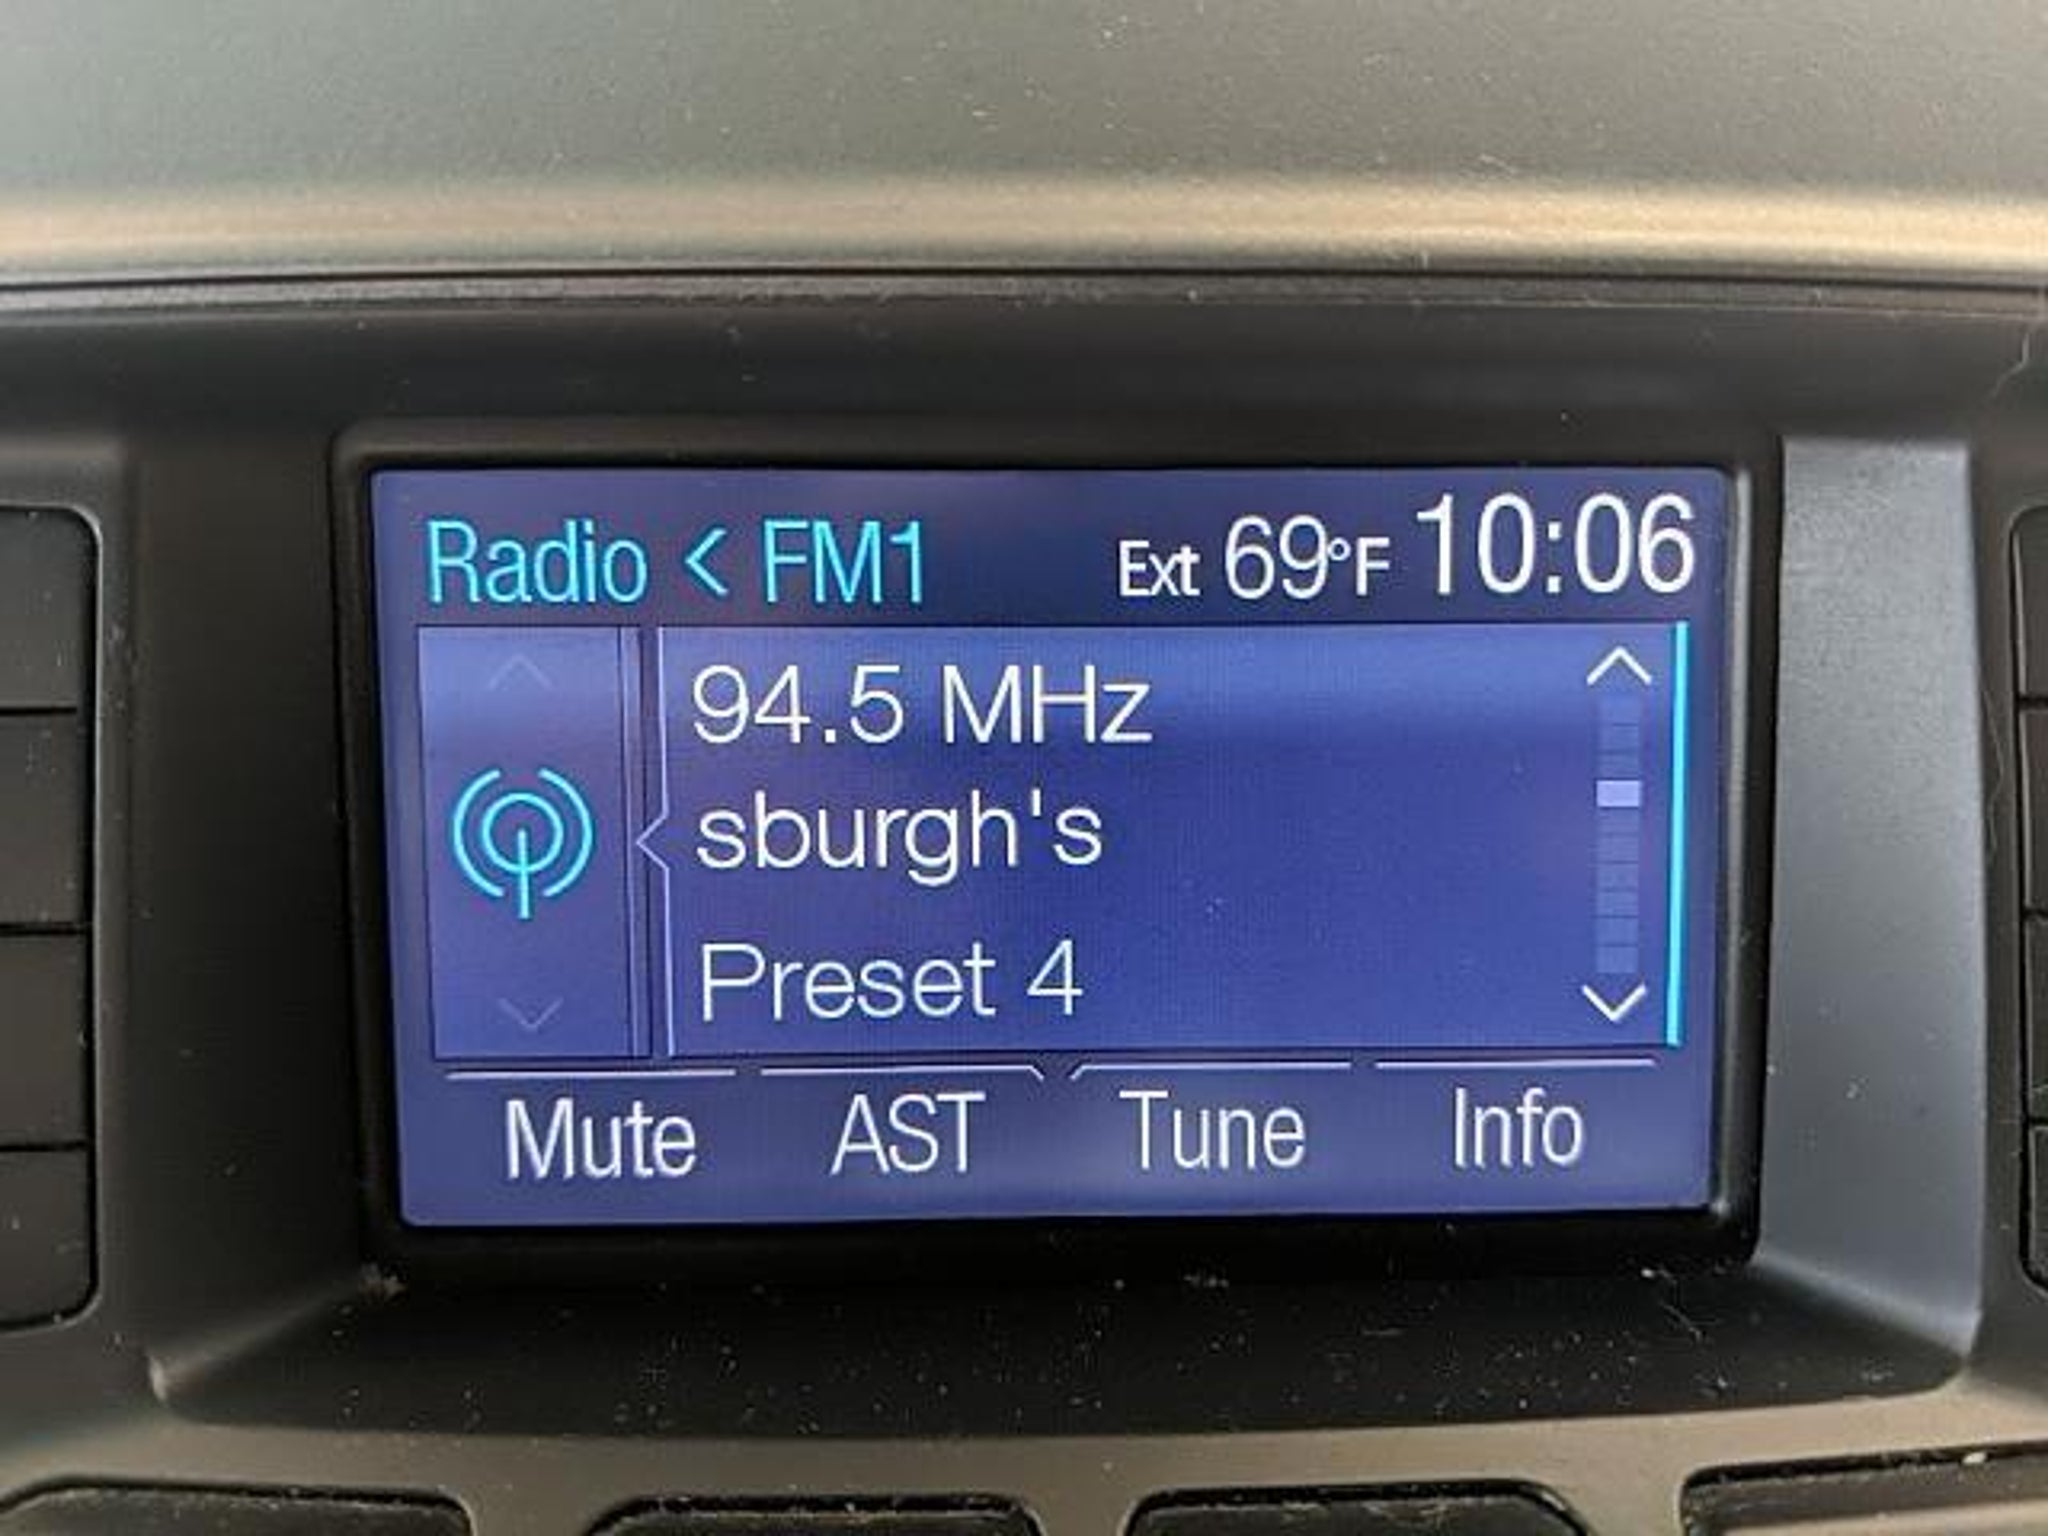 Radio < FM1 Ext 69°F 10:06
94.5 MHz
sburgh's
Preset 4
Mute AST Tune Info